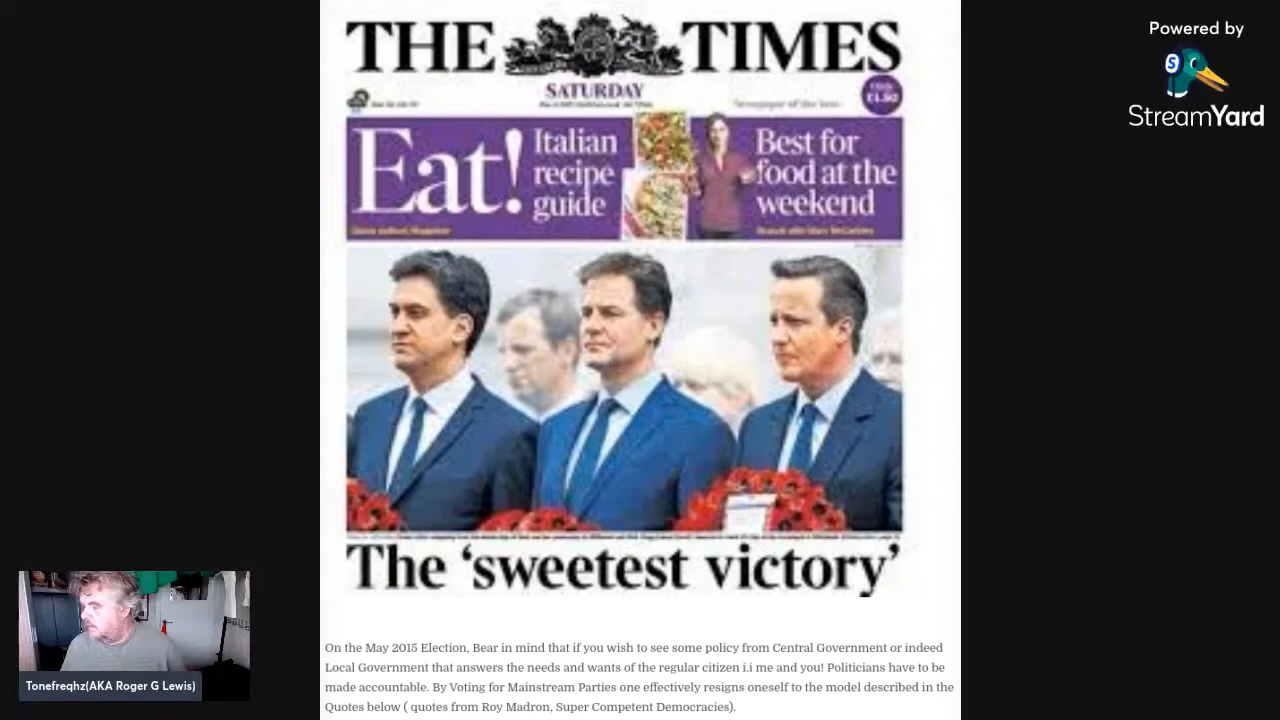 Powered by
StreamYard
THE TIMES
SATURDAY
£1.50
Eat!
Italian
recipe
guide
Best for
food at the
weekend
The ‘sweetest victory’
On the May 2015 Election, Bear in mind that if you wish to see some policy from Central Government or indeed
Local Government that answers the needs and wants of the regular citizen i.i me and you! Politicians have to be
made accountable. By Voting for Mainstream Parties one effectively resigns oneself to the model described in the
Quotes below ( quotes from Roy Madron, Super Competent Democracies).
Tonefreqhz(AKA Roger G Lewis)